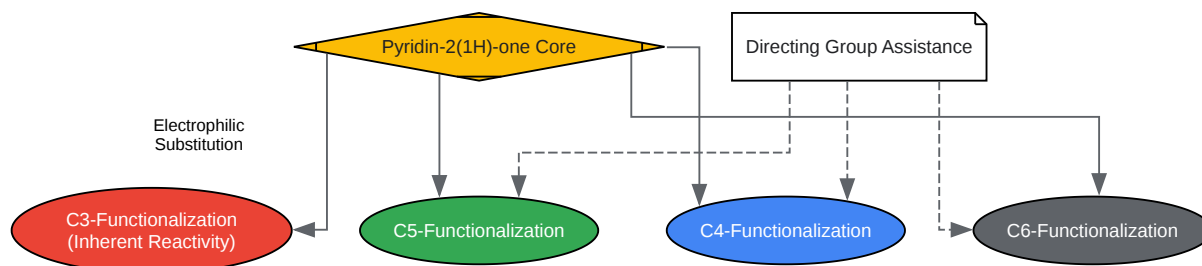 Pyridin-2(1H)-one Core
Directing Group Assistance
Electrophilic
Substitution
C3-Functionalization
(Inherent Reactivity)
C5-Functionalization
C4-Functionalization
C6-Functionalization